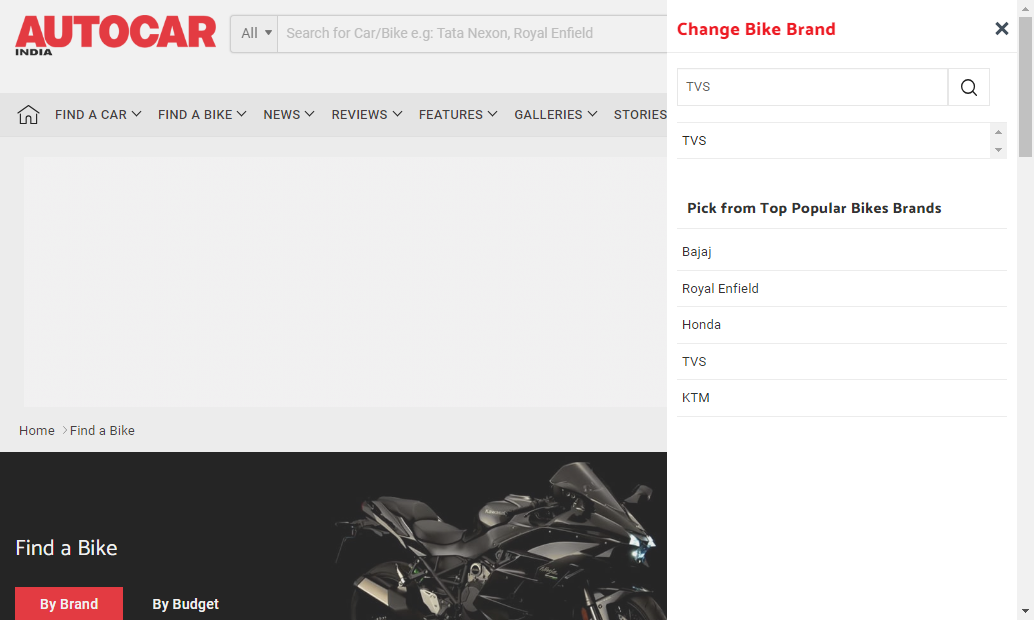 AUTOCAR
INDIA
All
Search for Car/Bike e.g: Tata Nexon, Royal Enfield
FIND A CAR FIND A BIKE NEWS REVIEWS FEATURES GALLERIES STORIES
Home Find a Bike
Find a Bike
By Brand By Budget
Change Bike Brand
TVS
TVS
Pick from Top Popular Bikes Brands
Bajaj
Royal Enfield
Honda
TVS
KTM